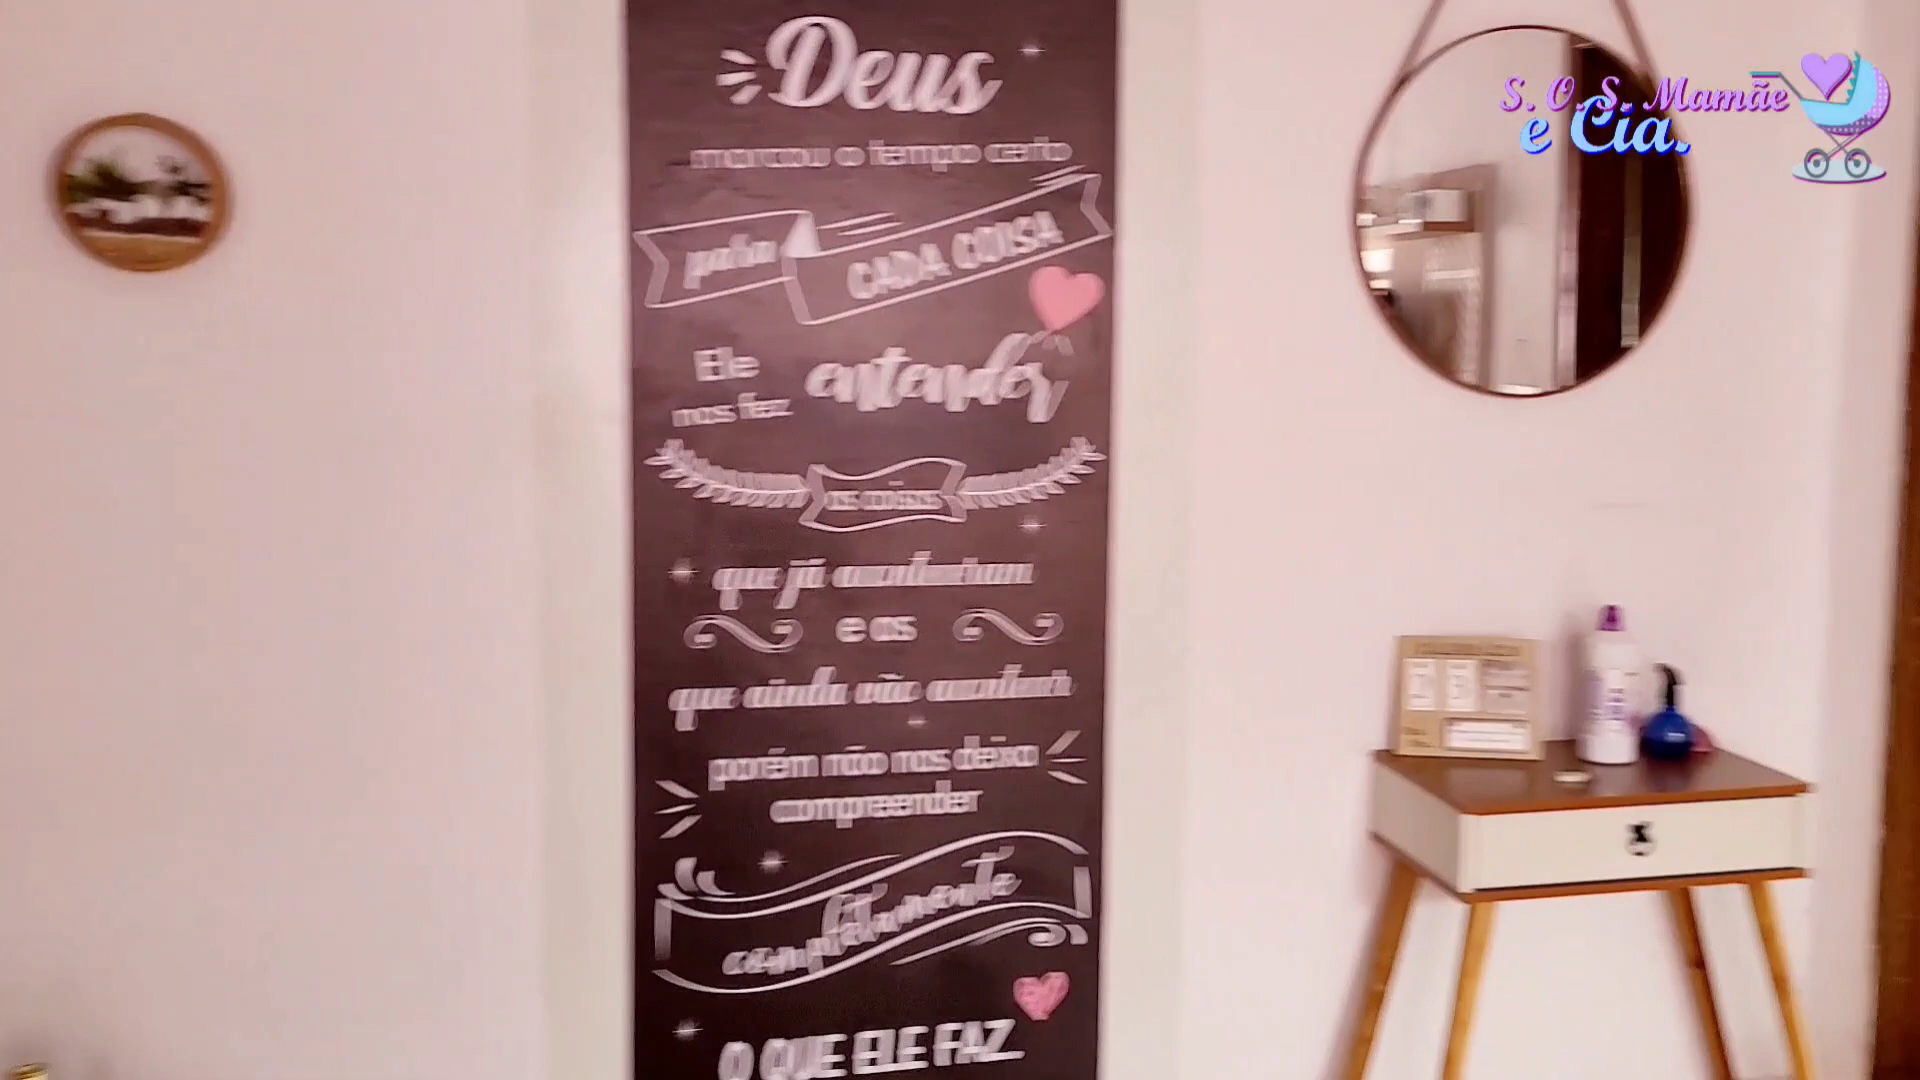 Deus
marcou o tempo certo
para CADA COISA
Ele
nos fez
entender
as coisas
que já aconteceram
e as
que ainda vão acontecer
porém não nos deixa
compreender
completamente
O QUE ELE FAZ
S. O. S. Mamãe
e Cia.